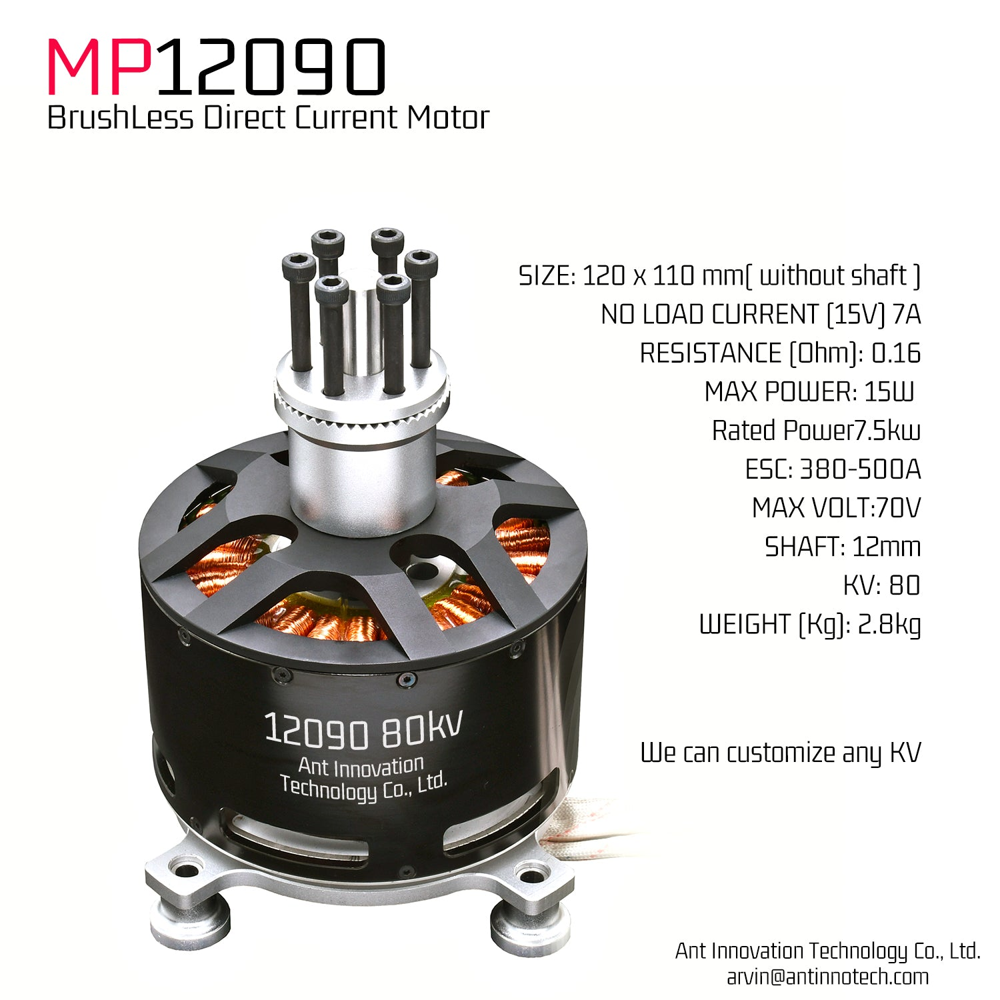 MP12090
BrushLess Direct Current Motor
SIZE: 120 x 110 mm( without shaft )
NO LOAD CURRENT (15V) 7A
RESISTANCE (Ohm): 0.16
MAX POWER: 15W
Rated Power7.5kw
ESC: 380-500A
MAX VOLT:70V
SHAFT: 12mm
KV: 80
WEIGHT (Kg): 2.8kg
12090 80KV
Ant Innovation
Technology Co., Ltd.
We can customize any KV
Ant Innovation Technology Co., Ltd.
arvin@antinnotech.com